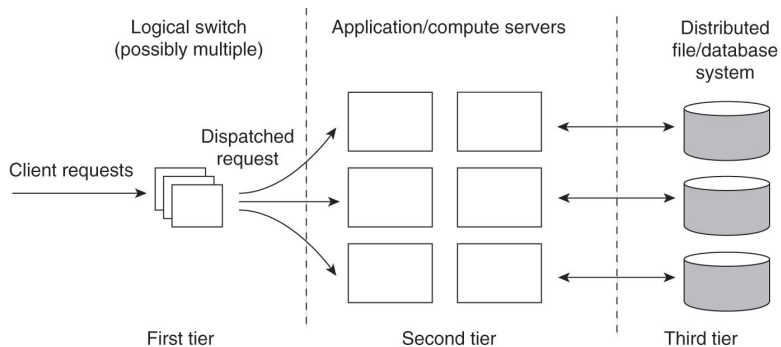 Logical switch
(possibly multiple)
Application/compute servers
Distributed
file/database
system
Client requests
Dispatched
request
First tier
Second tier
Third tier